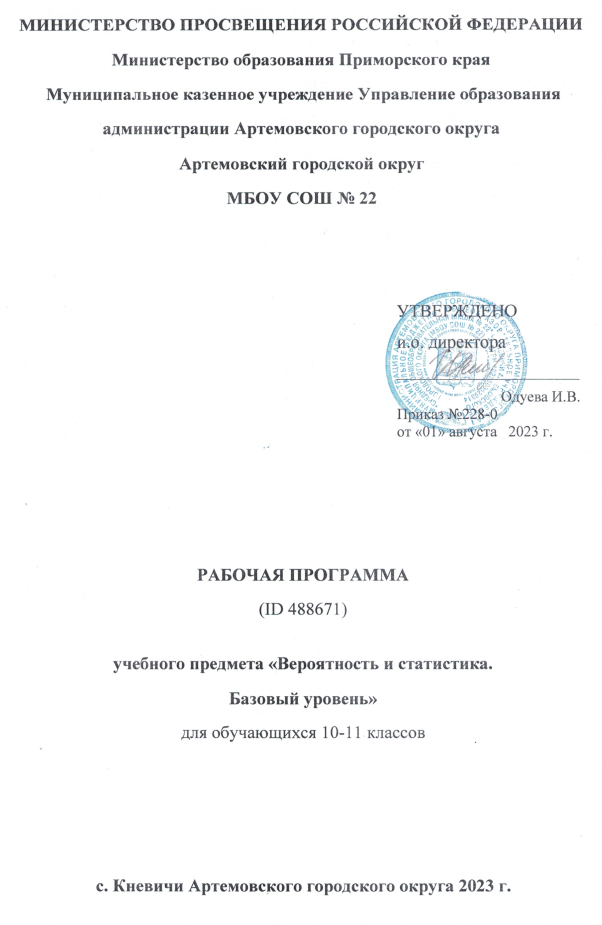 МИНИСТЕРСТВО ПРОСВЕЩЕНИЯ РОССИЙСКОЙ ФЕДЕРАЦИИ
Министерство образования Приморского края
Муниципальное казенное учреждение Управление образования
администрации Артемовского городского округа
Артемовский городской округ
МБОУ СОШ № 22
УТВЕРЖДЕНО
и.о. директора
Одуева И.В.
Приказ №228-0
от «01» августа 2023 г.
РАБОЧАЯ ПРОГРАММА
(ID 488671)
учебного предмета «Вероятность и статистика.
Базовый уровень»
для обучающихся 10-11 классов
с. Кневичи Артемовского городского округа 2023 г.